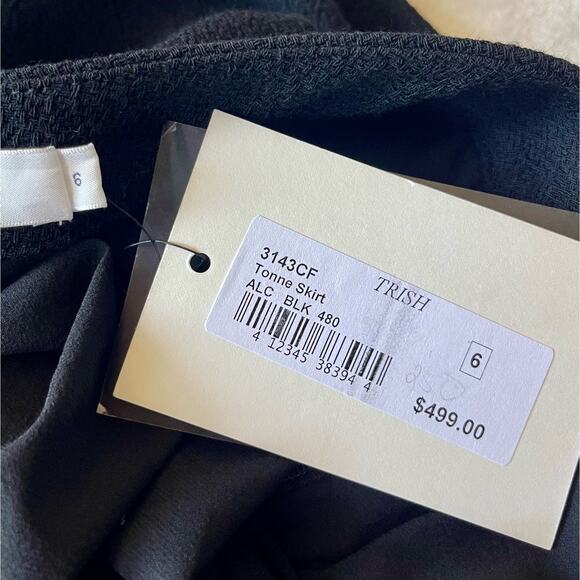 6
3143CF
Tonne Skirt
ALC BLK 480
TRISH
4 12345 38394 4
6
$499.00